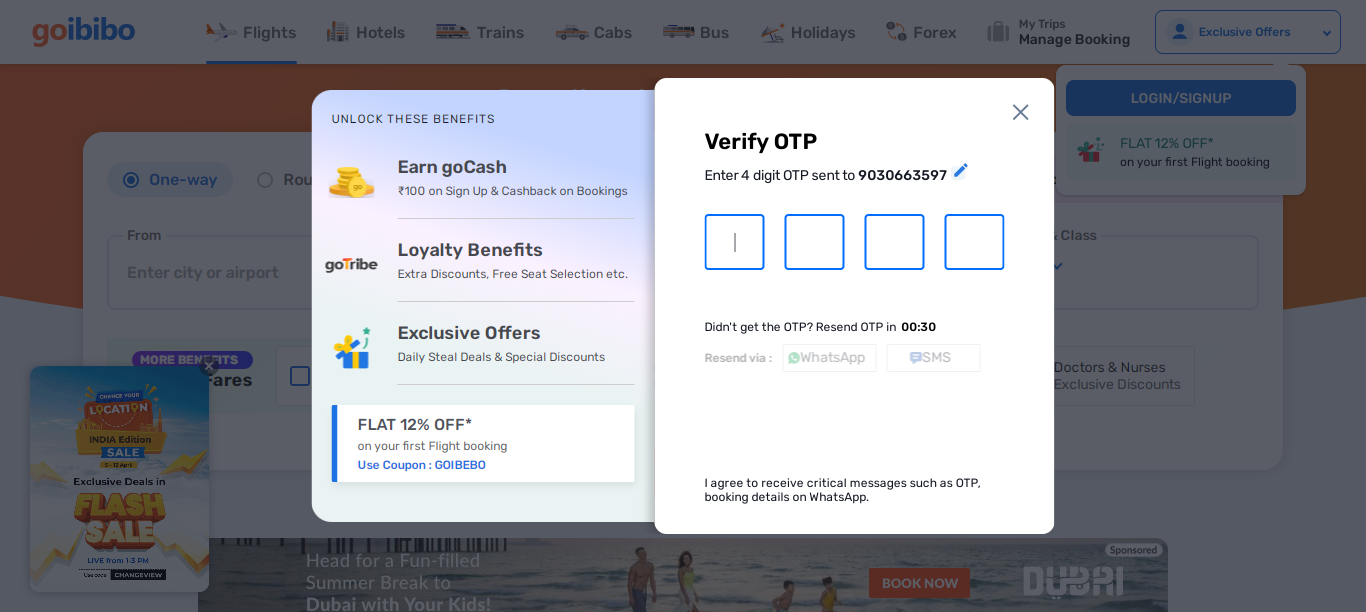 goibibo
Flights
Hotels
Trains
Cabs
Bus
Holidays
Forex
My Trips
Manage Booking
Exclusive Offers
LOGIN/SIGNUP
FLAT 12% OFF*
on your first Flight booking
One-way
From
Enter city or airport
& Class
MORE BENEFITS
Doctors & Nurses
Exclusive Discounts
UNLOCK THESE BENEFITS
Earn goCash
₹100 on Sign Up & Cashback on Bookings
goTribe
Loyalty Benefits
Extra Discounts, Free Seat Selection etc.
Exclusive Offers
Daily Steal Deals & Special Discounts
FLAT 12% OFF*
on your first Flight booking
Use Coupon : GOIBEBO
Verify OTP
Enter 4 digit OTP sent to 9030663597
Didn't get the OTP? Resend OTP in 00:30
Resend via :
WhatsApp
SMS
I agree to receive critical messages such as OTP,
booking details on WhatsApp.
CHANGE YOUR
LOCATION
INDIA Edition
SALE
Exclusive Deals in
FLASH
SALE
LIVE from 1-3 PM
Use code CHANGEVIEW
Head for a Fun-filled
Summer Break to
Dubai with Your Kids!
BOOK NOW
Sponsored
DUBAI